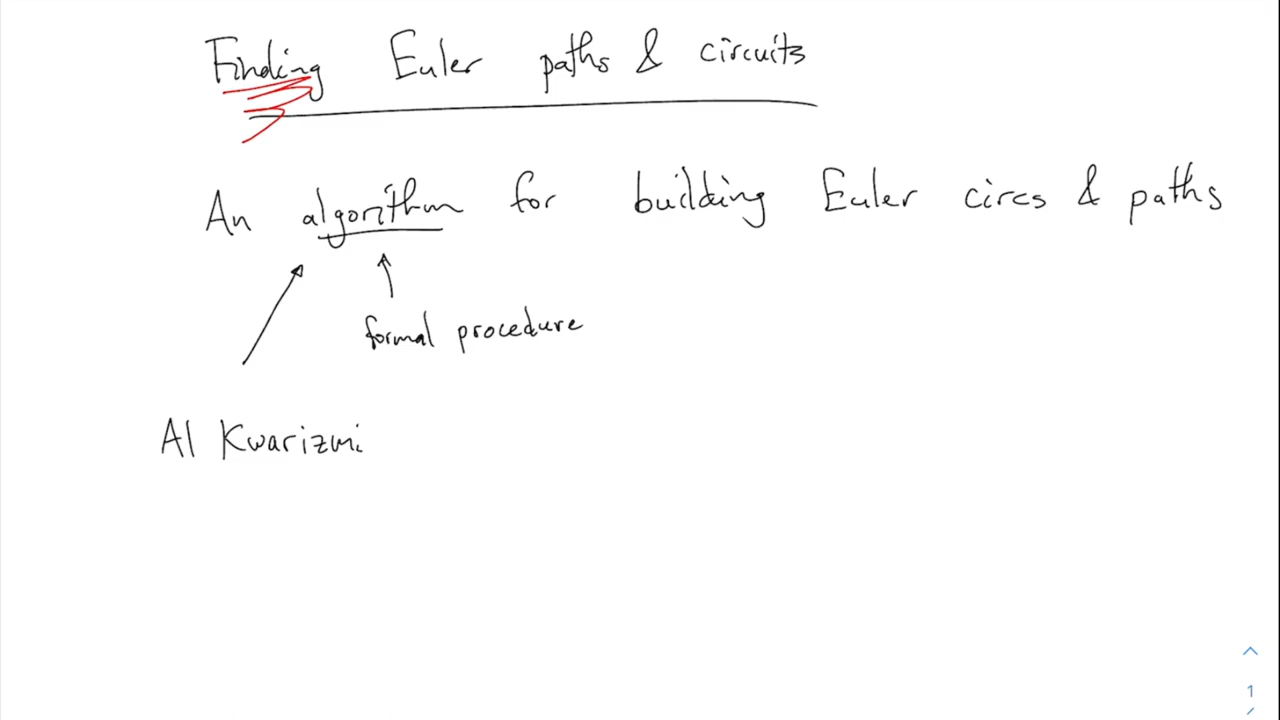 Finding Euler paths & circuits
An algorithm for building Euler circs & paths
formal procedure
Al Kwarizmi
1